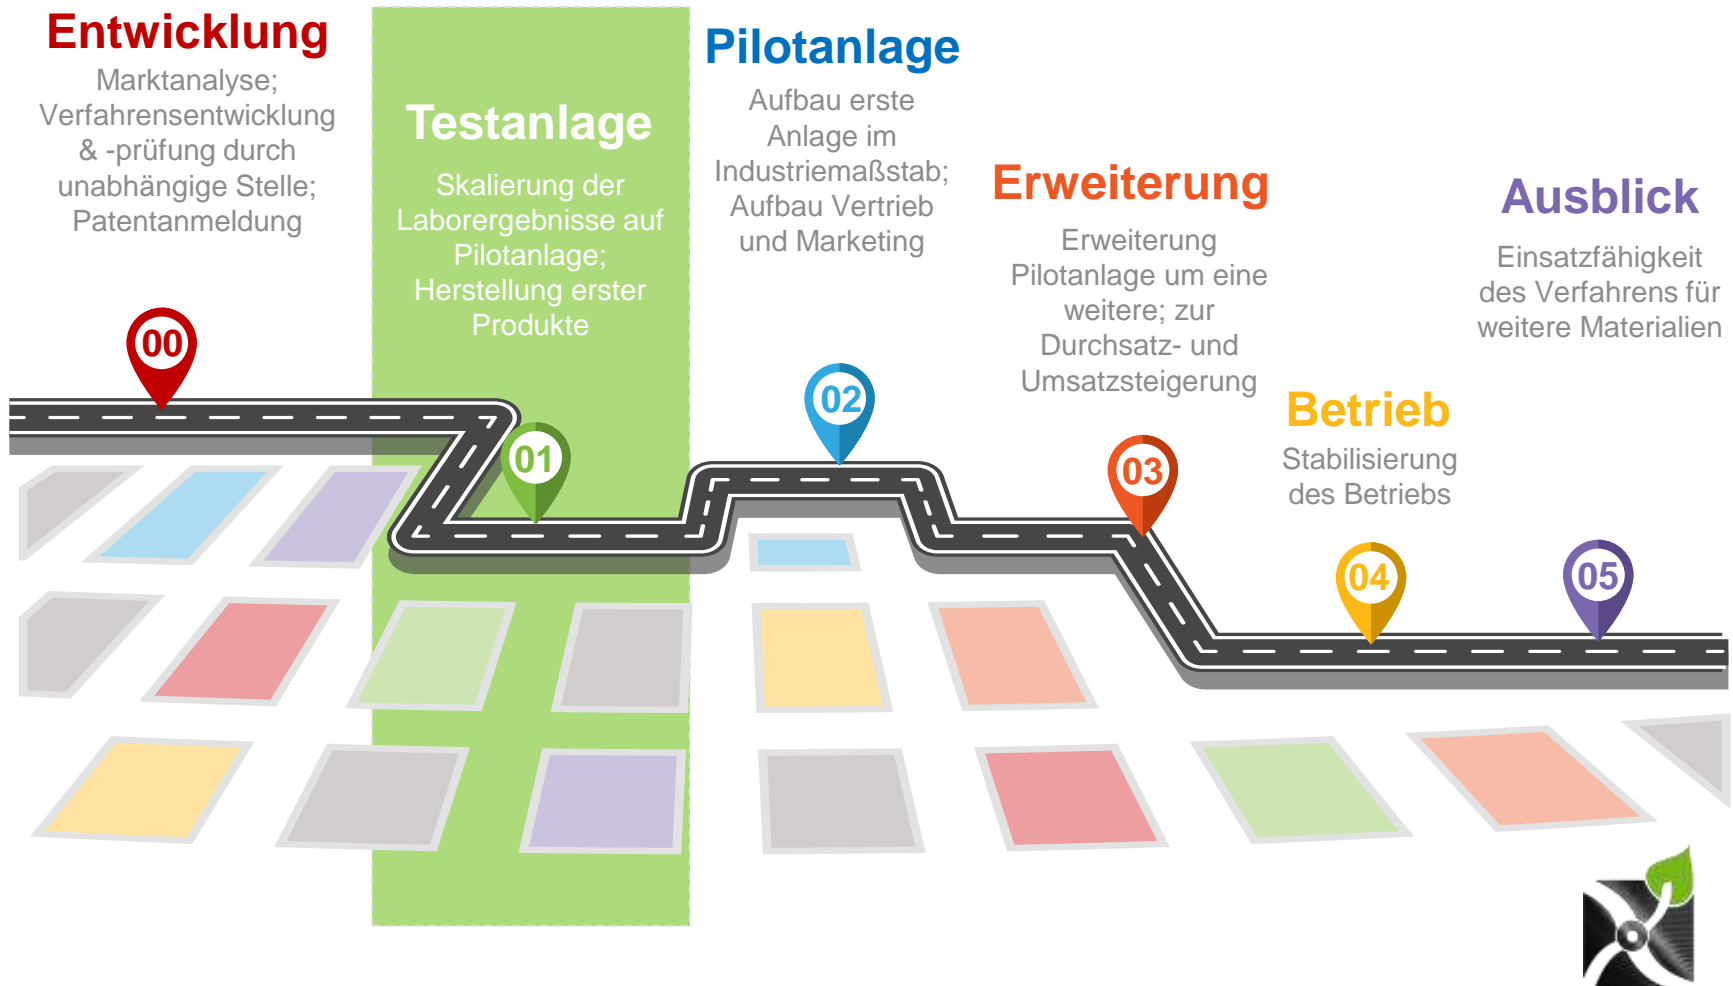 Entwicklung
Marktanalyse;
Verfahrensentwicklung
& -prüfung durch
unabhängige Stelle;
Patentanmeldung
00
Testanlage
Skalierung der
Laborergebnisse auf
Pilotanlage;
Herstellung erster
Produkte
01
Pilotanlage
Aufbau erste
Anlage im
Industriemaßstab;
Aufbau Vertrieb
und Marketing
02
Erweiterung
Erweiterung
Pilotanlage um eine
weitere; zur
Durchsatz- und
Umsatzsteigerung
03
Betrieb
Stabilisierung
des Betriebs
04
Ausblick
Einsatzfähigkeit
des Verfahrens für
weitere Materialien
05